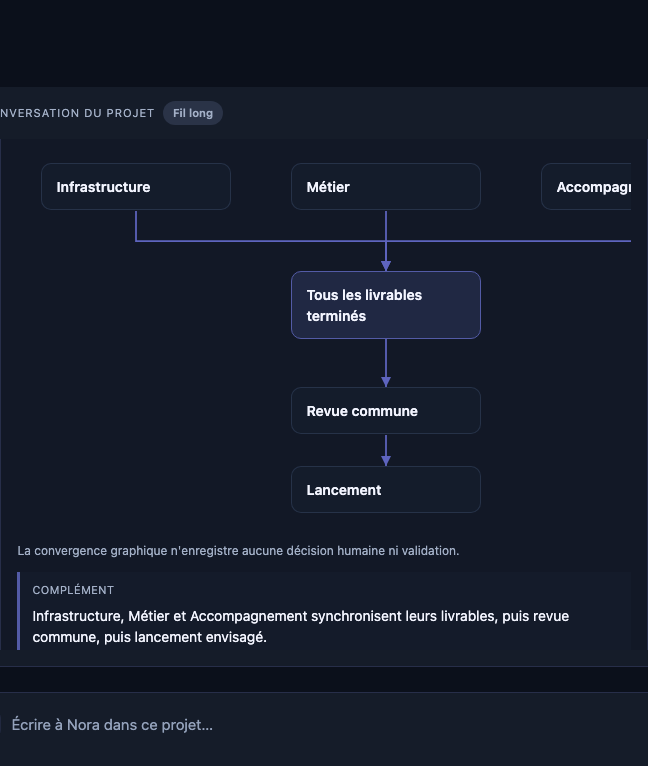 NVERSATION DU PROJET Fil long
Infrastructure
Métier
Accompagn
Tous les livrables
terminés
Revue commune
Lancement
La convergence graphique n'enregistre aucune décision humaine ni validation.
COMPLÉMENT
Infrastructure, Métier et Accompagnement synchronisent leurs livrables, puis revue
commune, puis lancement envisagé.
Écrire à Nora dans ce projet...